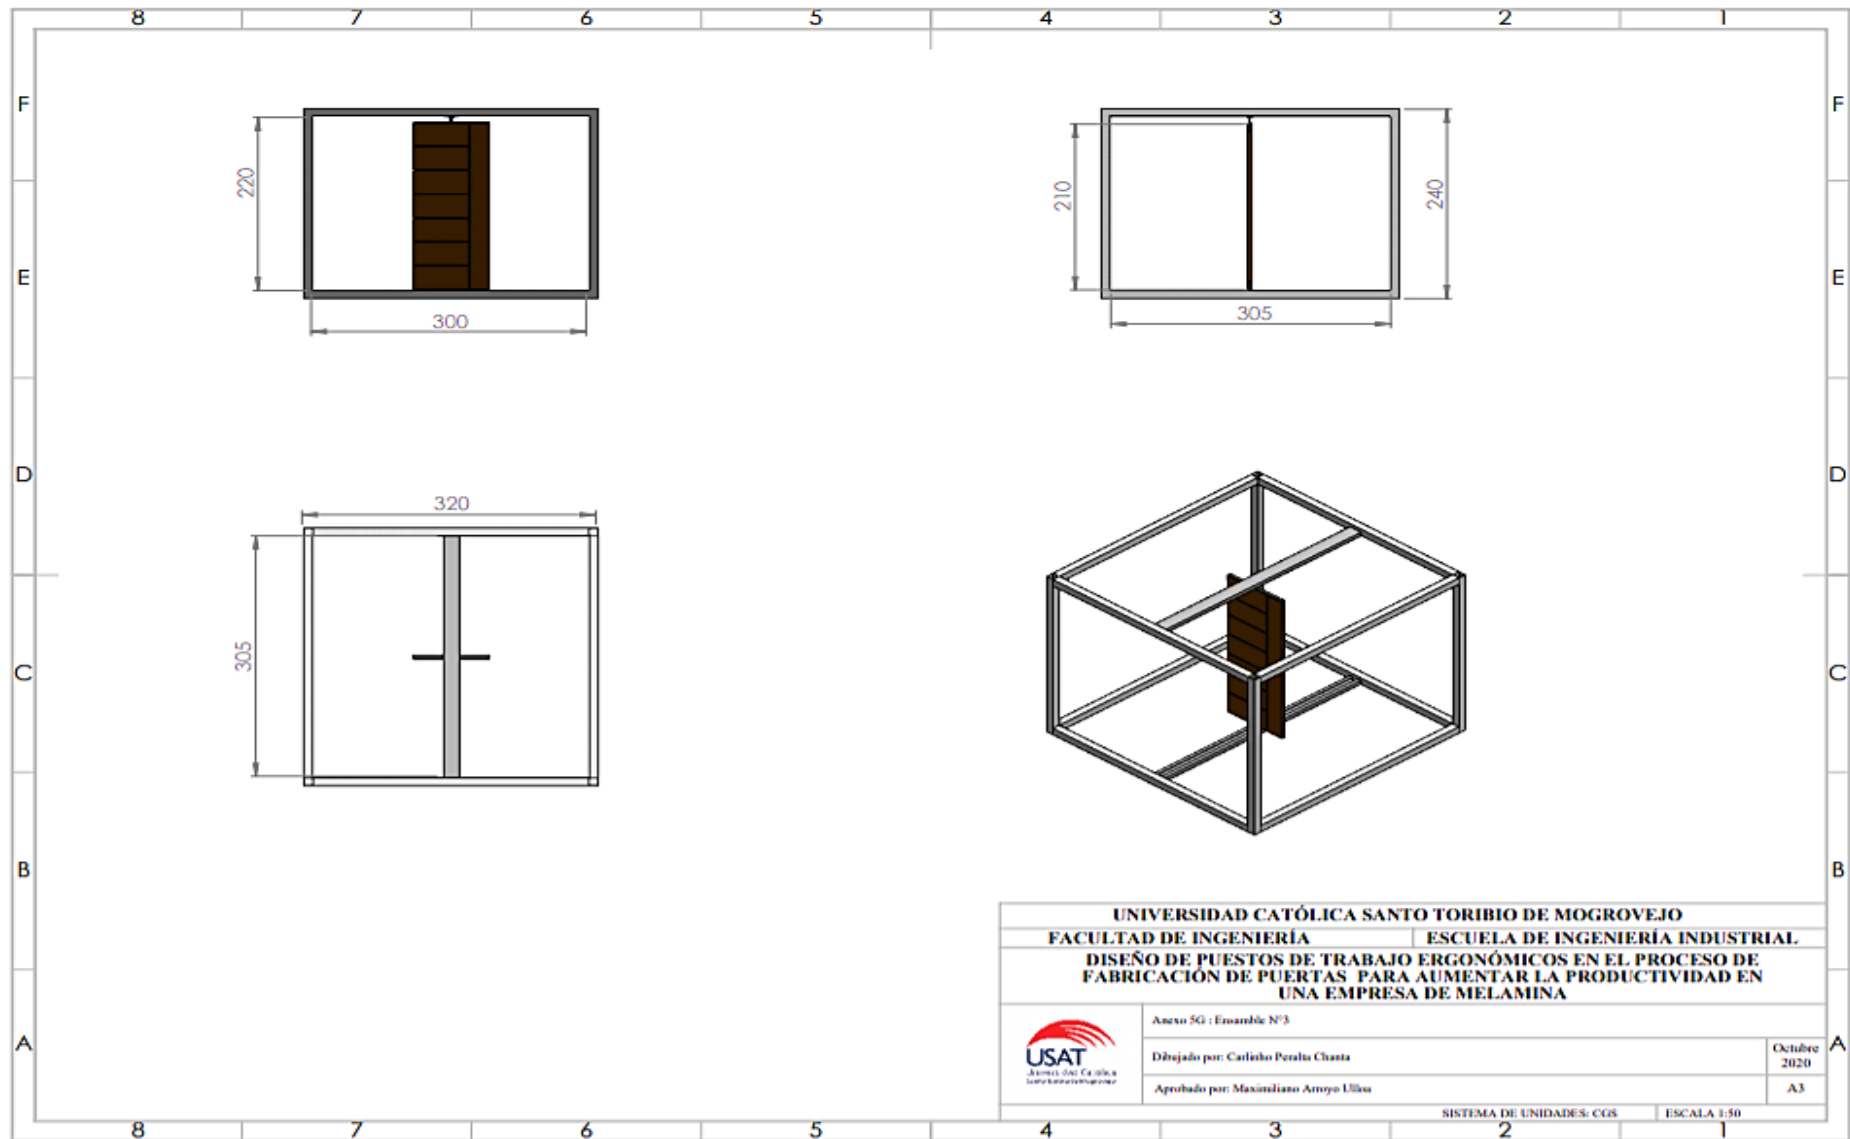 8 7 6 5 4 3 2 1
F F
E E
D D
C C
B B
A A
220
300
210
240
305
320
305
UNIVERSIDAD CATÓLICA SANTO TORIBIO DE MOGROVEJO
FACULTAD DE INGENIERÍA ESCUELA DE INGENIERÍA INDUSTRIAL
DISEÑO DE PUESTOS DE TRABAJO ERGONÓMICOS EN EL PROCESO DE
FABRICACIÓN DE PUERTAS PARA AUMENTAR LA PRODUCTIVIDAD EN
UNA EMPRESA DE MELAMINA
USAT
Anexo 5G : Ensamble N°3
Dibujado por: Carlinho Peralta Chanta
Octubre
2020
Aprobado por: Maximiliano Arroyo Ulloa
A3
SISTEMA DE UNIDADES: CGS ESCALA 1:50
8 7 6 5 4 3 2 1